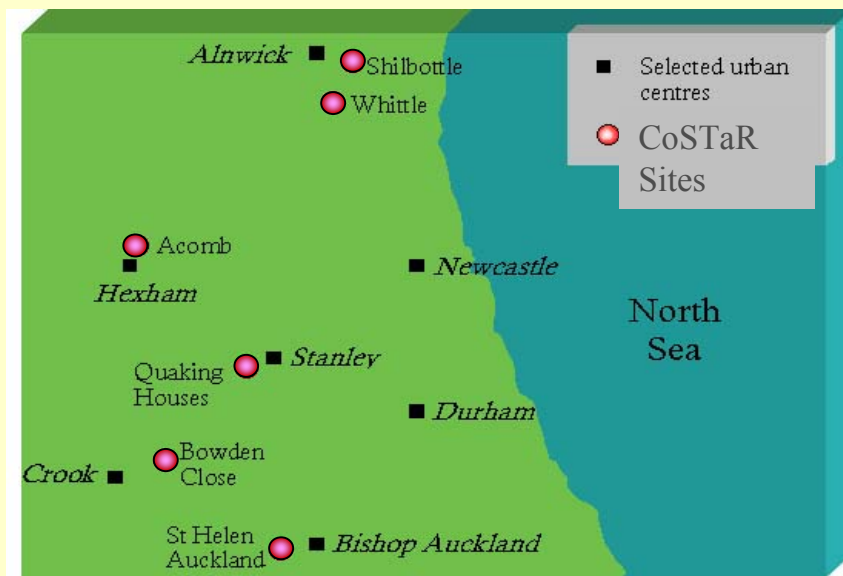 Alnwick
Shilbottle
Whittle
Selected urban
centres
CoSTaR
Sites
Acomb
Hexham
Newcastle
North
Sea
Quaking
Houses
Stanley
Durham
Crook
Bowden
Close
St Helen
Auckland
Bishop Auckland